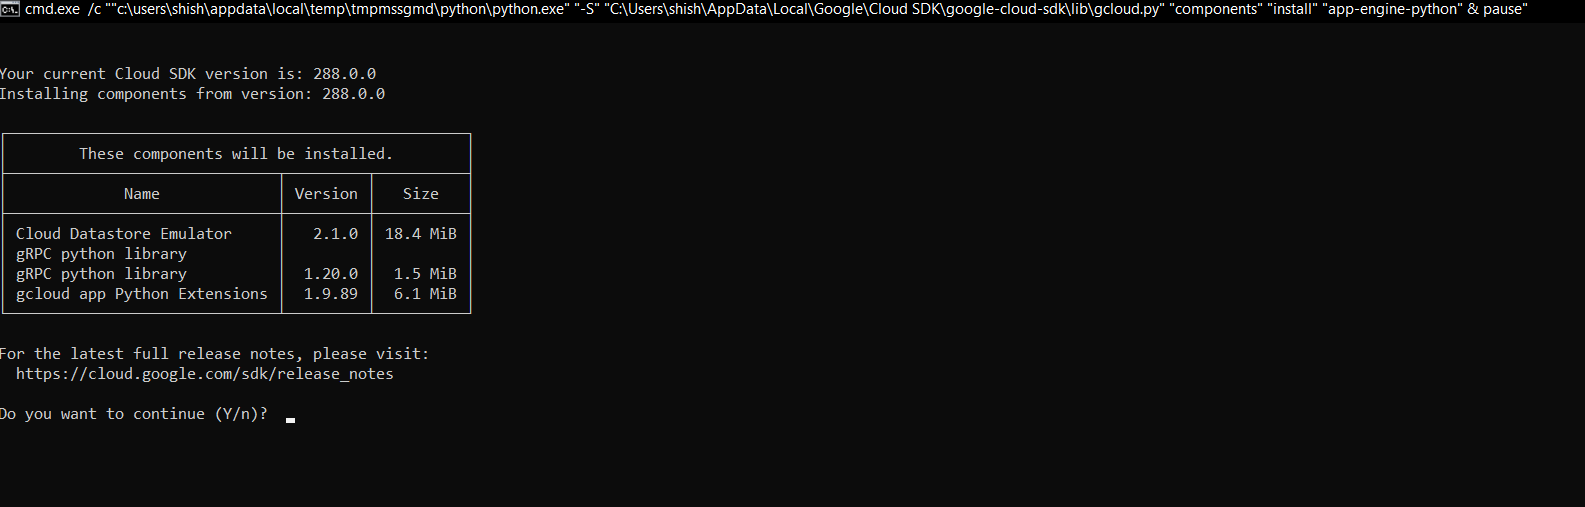 cmd.exe /c ""c:\users\shish\appdata\local\temp\tmpmssgmd\python\python.exe" "-S" "C:\Users\shish\AppData\Local\Google\Cloud SDK\google-cloud-sdk\lib\gcloud.py" "components" "install" "app-engine-python" & pause"
Your current Cloud SDK version is: 288.0.0
Installing components from version: 288.0.0
These components will be installed.
Name Version Size
Cloud Datastore Emulator 2.1.0 18.4 MiB
gRPC python library
gRPC python library 1.20.0 1.5 MiB
gcloud app Python Extensions 1.9.89 6.1 MiB
For the latest full release notes, please visit:
https://cloud.google.com/sdk/release_notes
Do you want to continue (Y/n)?